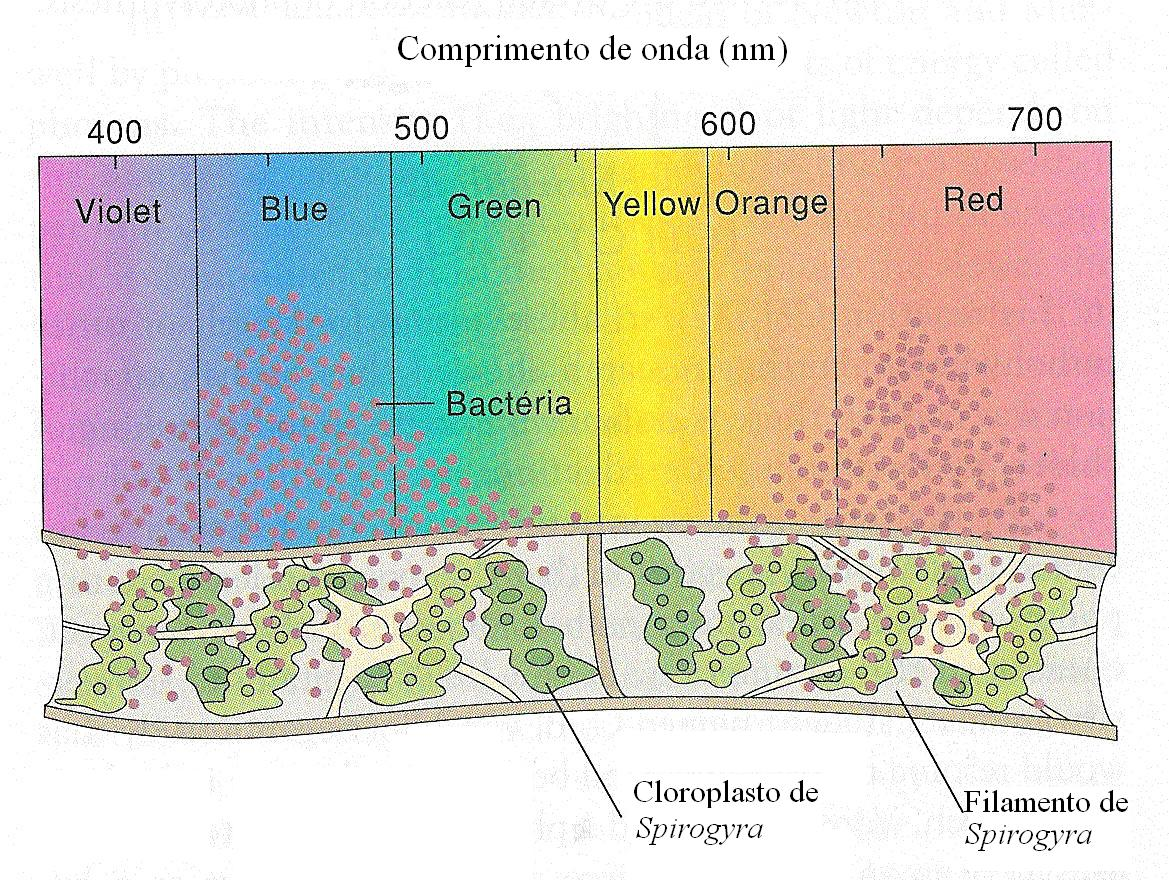 Comprimento de onda (nm)
400 500 600 700
Violet Blue Green Yellow Orange Red
Bactéria
Cloroplasto de
Spirogyra
Filamento de
Spirogyra